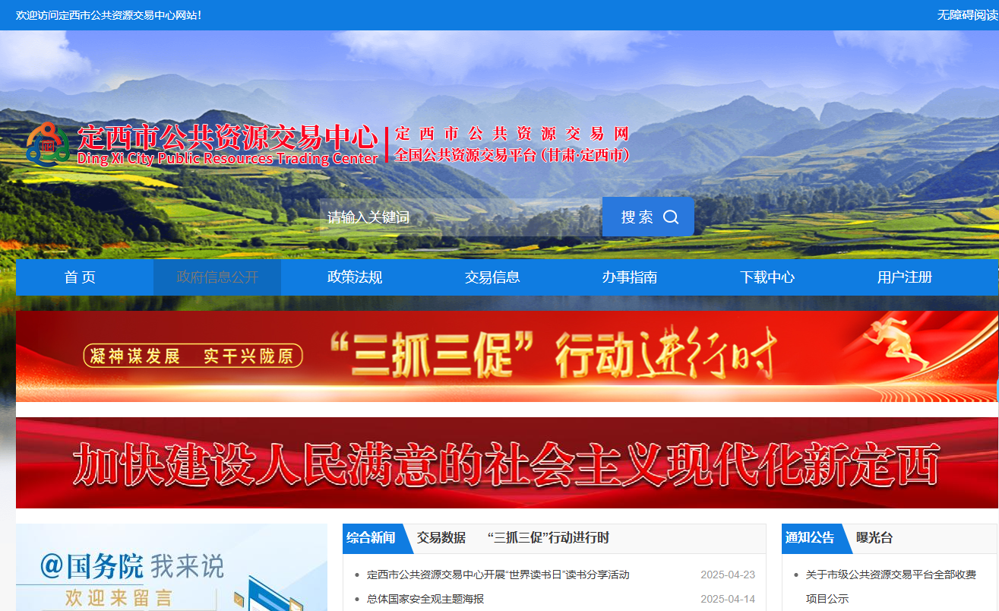 欢迎访问定西市公共资源交易中心网站！
无障碍阅读
定西市公共资源交易中心
Ding Xi City Public Resources Trading Center
定西市公共资源交易网
全国公共资源交易平台（甘肃·定西市）
请输入关键词
搜 索
首 页
政府信息公开
政策法规
交易信息
办事指南
下载中心
用户注册
凝神谋发展 实干兴陇原
“三抓三促”行动进行时
加快建设人民满意的社会主义现代化新定西
@国务院 我来说
欢迎来留言
综合新闻 交易数据 “三抓三促”行动进行时
定西市公共资源交易中心开展“世界读书日”读书分享活动 2025-04-23
总体国家安全观主题海报 2025-04-14
通知公告 曝光台
关于市级公共资源交易平台全部收费
项目公示